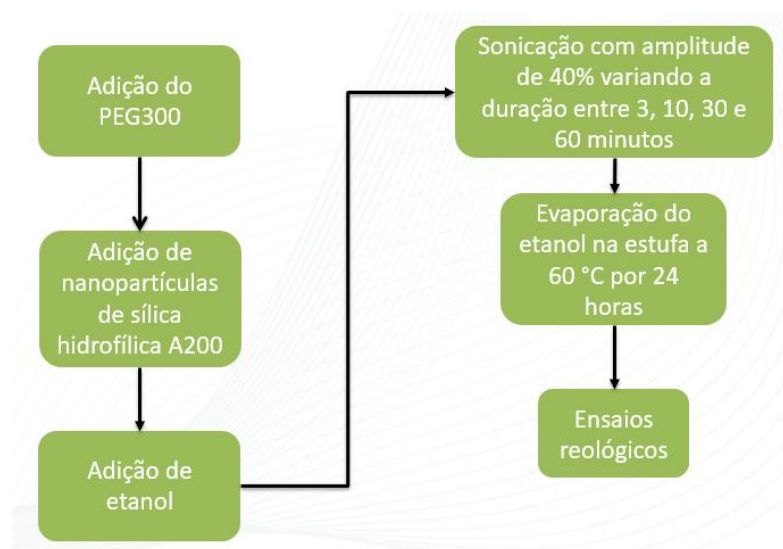 Adição do
PEG300
Adição de
nanopartículas
de sílica
hidrofílica A200
Adição de
etanol
Sonicação com amplitude
de 40% variando a
duração entre 3, 10, 30 e
60 minutos
Evaporação do
etanol na estufa a
60 °C por 24
horas
Ensaios
reológicos